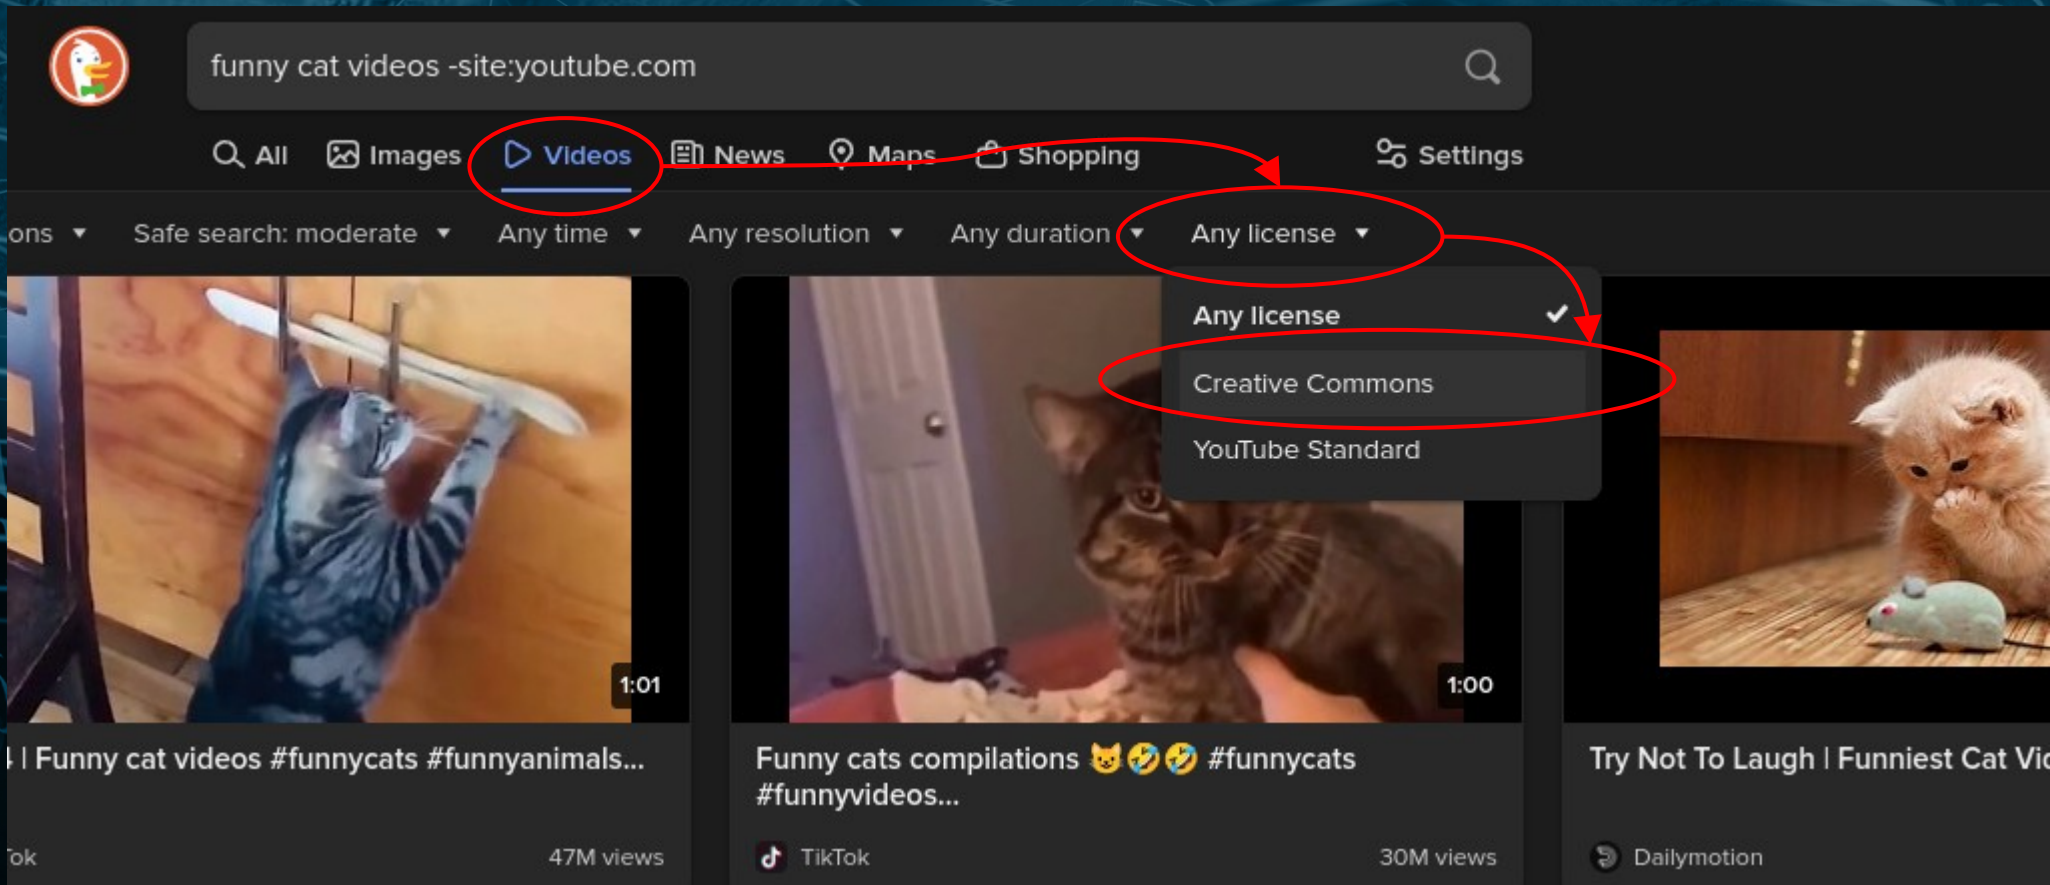 funny cat videos -site:youtube.com
All Images Videos News Maps Shopping Settings
ons Safe search: moderate Any time Any resolution Any duration Any license
Any license
Creative Commons
YouTube Standard
1:01
1:00
| Funny cat videos #funnycats #funnyanimals...
Funny cats compilations 😺🤣🤣 #funnycats
#funnyvideos...
Try Not To Laugh | Funniest Cat Vid
ok 47M views
TikTok 30M views
Dailymotion